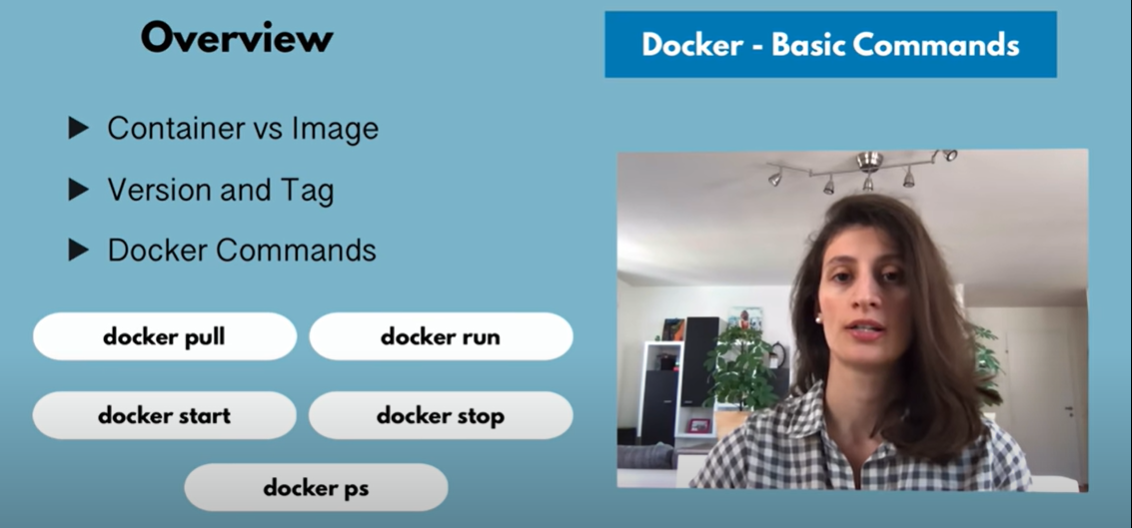 Overview
Docker - Basic Commands
Container vs Image
Version and Tag
Docker Commands
docker pull
docker run
docker start
docker stop
docker ps